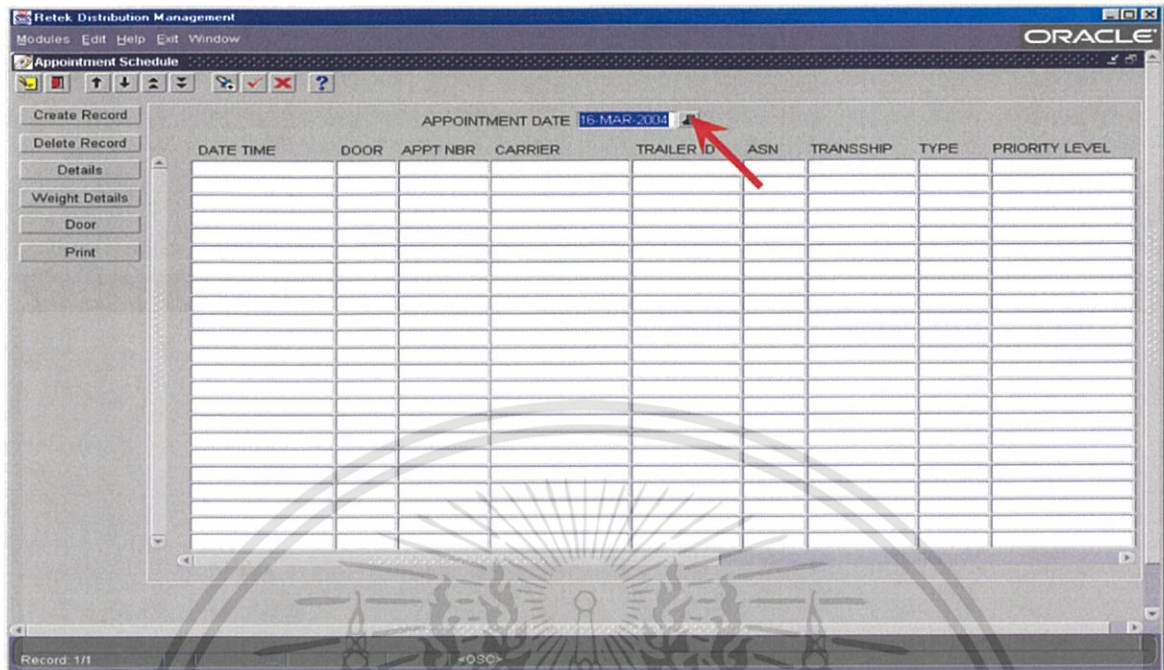 Retek Distribution Management
Modules Edit Help Exit Window
ORACLE
Appointment Schedule
?
Create Record
Delete Record
Details
Weight Details
Door
Print
APPOINTMENT DATE 16-MAR-2004
DATE TIME DOOR APPT NBR CARRIER TRAILER ID ASN TRANSSHIP TYPE PRIORITY LEVEL
Record: 1/1 <OSC>